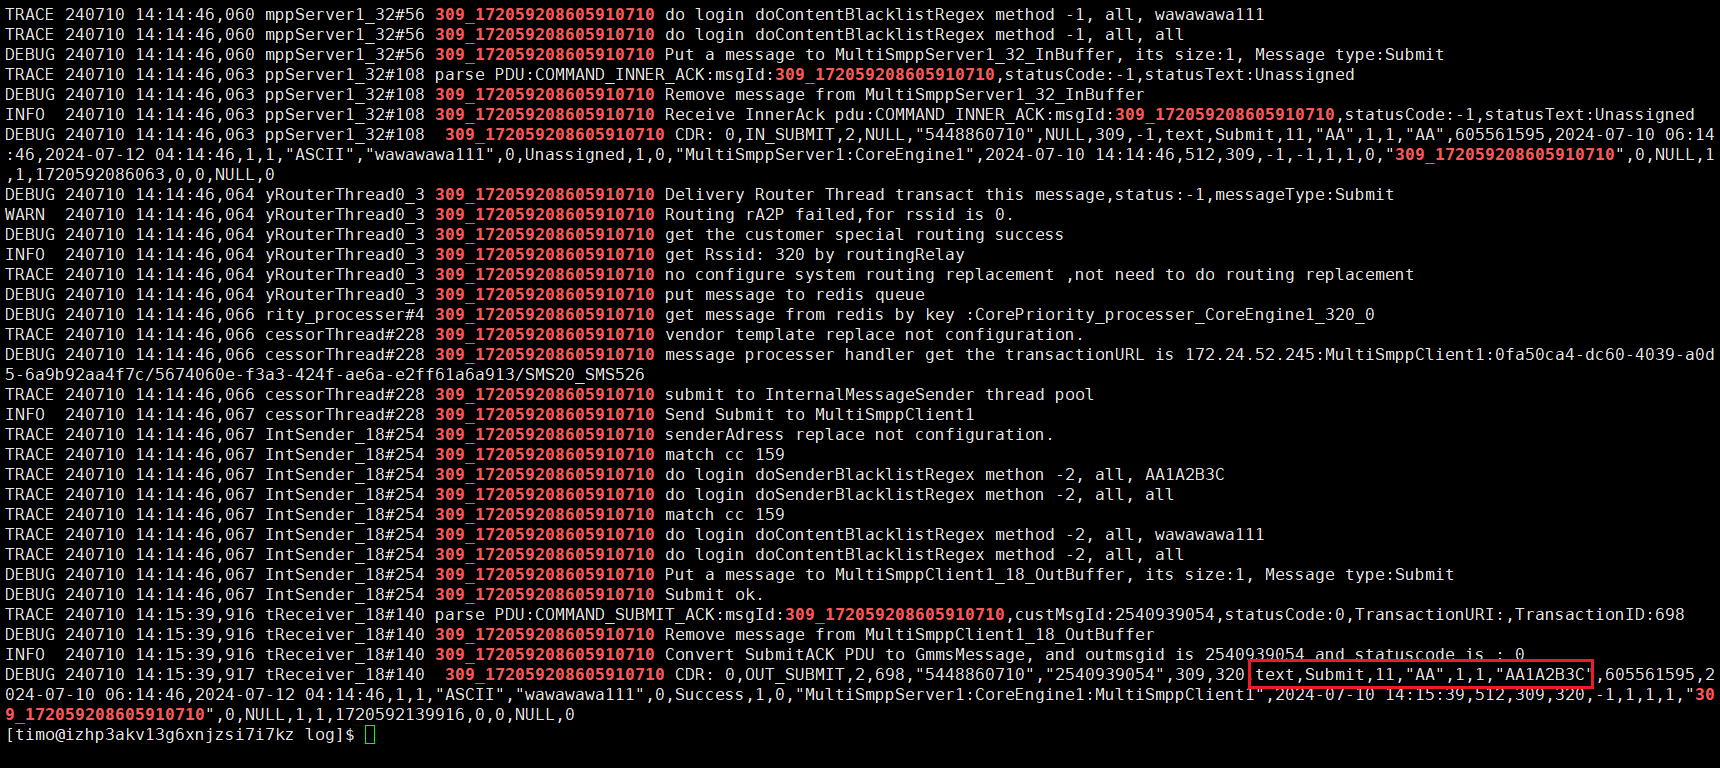 TRACE 240710 14:14:46,060 mppServer1_32#56 309_172059208605910710 do login doContentBlacklistRegex method -1, all, wawawawa111
TRACE 240710 14:14:46,060 mppServer1_32#56 309_172059208605910710 do login doContentBlacklistRegex method -1, all, all
DEBUG 240710 14:14:46,060 mppServer1_32#56 309_172059208605910710 Put a message to MultiSmppServer1_32_InBuffer, its size:1, Message type:Submit
TRACE 240710 14:14:46,063 ppServer1_32#108 parse PDU:COMMAND_INNER_ACK:msgId:309_172059208605910710,statusCode:-1,statusText:Unassigned
DEBUG 240710 14:14:46,063 ppServer1_32#108 309_172059208605910710 Remove message from MultiSmppServer1_32_InBuffer
INFO  240710 14:14:46,063 ppServer1_32#108 309_172059208605910710 Receive InnerAck pdu:COMMAND_INNER_ACK:msgId:309_172059208605910710,statusCode:-1,statusText:Unassigned
DEBUG 240710 14:14:46,063 ppServer1_32#108  309_172059208605910710 CDR: 0,IN_SUBMIT,2,NULL,"5448860710",NULL,309,-1,text,Submit,11,"AA",1,1,"AA",605561595,2024-07-10 06:14
:46,2024-07-12 04:14:46,1,1,"ASCII","wawawawa111",0,Unassigned,1,0,"MultiSmppServer1:CoreEngine1",2024-07-10 14:14:46,512,309,-1,-1,1,1,0,"309_172059208605910710",0,NULL,1
,1,1720592086063,0,0,NULL,0
DEBUG 240710 14:14:46,064 yRouterThread0_3 309_172059208605910710 Delivery Router Thread transact this message,status:-1,messageType:Submit
WARN  240710 14:14:46,064 yRouterThread0_3 309_172059208605910710 Routing rA2P failed,for rssid is 0.
DEBUG 240710 14:14:46,064 yRouterThread0_3 309_172059208605910710 get the customer special routing success
INFO  240710 14:14:46,064 yRouterThread0_3 309_172059208605910710 get Rssid: 320 by routingRelay
TRACE 240710 14:14:46,064 yRouterThread0_3 309_172059208605910710 no configure system routing replacement ,not need to do routing replacement
DEBUG 240710 14:14:46,064 yRouterThread0_3 309_172059208605910710 put message to redis queue
DEBUG 240710 14:14:46,066 rity_processer#4 309_172059208605910710 get message from redis by key :CorePriority_processer_CoreEngine1_320_0
TRACE 240710 14:14:46,066 cessorThread#228 309_172059208605910710 vendor template replace not configuration.
DEBUG 240710 14:14:46,066 cessorThread#228 309_172059208605910710 message processer handler get the transactionURL is 172.24.52.245:MultiSmppClient1:0fa50ca4-dc60-4039-a0d
5-6a9b92aa4f7c/5674060e-f3a3-424f-ae6a-e2ff61a6a913/SMS20_SMS526
TRACE 240710 14:14:46,066 cessorThread#228 309_172059208605910710 submit to InternalMessageSender thread pool
INFO  240710 14:14:46,067 cessorThread#228 309_172059208605910710 Send Submit to MultiSmppClient1
TRACE 240710 14:14:46,067 IntSender_18#254 309_172059208605910710 senderAdress replace not configuration.
TRACE 240710 14:14:46,067 IntSender_18#254 309_172059208605910710 match cc 159
TRACE 240710 14:14:46,067 IntSender_18#254 309_172059208605910710 do login doSenderBlacklistRegex methon -2, all, AA1A2B3C
TRACE 240710 14:14:46,067 IntSender_18#254 309_172059208605910710 do login doSenderBlacklistRegex methon -2, all, all
TRACE 240710 14:14:46,067 IntSender_18#254 309_172059208605910710 match cc 159
TRACE 240710 14:14:46,067 IntSender_18#254 309_172059208605910710 do login doContentBlacklistRegex method -2, all, wawawawa111
TRACE 240710 14:14:46,067 IntSender_18#254 309_172059208605910710 do login doContentBlacklistRegex method -2, all, all
DEBUG 240710 14:14:46,067 IntSender_18#254 309_172059208605910710 Put a message to MultiSmppClient1_18_OutBuffer, its size:1, Message type:Submit
DEBUG 240710 14:14:46,067 IntSender_18#254 309_172059208605910710 Submit ok.
TRACE 240710 14:15:39,916 tReceiver_18#140 parse PDU:COMMAND_SUBMIT_ACK:msgId:309_172059208605910710,custMsgId:2540939054,statusCode:0,TransactionURI:,TransactionID:698
DEBUG 240710 14:15:39,916 tReceiver_18#140 309_172059208605910710 Remove message from MultiSmppClient1_18_OutBuffer
INFO  240710 14:15:39,916 tReceiver_18#140 309_172059208605910710 Convert SubmitACK PDU to GmmsMessage, and outmsgid is 2540939054 and statuscode is : 0
DEBUG 240710 14:15:39,917 tReceiver_18#140  309_172059208605910710 CDR: 0,OUT_SUBMIT,2,698,"5448860710","2540939054",309,320,text,Submit,11,"AA",1,1,"AA1A2B3C",605561595,2
024-07-10 06:14:46,2024-07-12 04:14:46,1,1,"ASCII","wawawawa111",0,Success,1,0,"MultiSmppServer1:CoreEngine1:MultiSmppClient1",2024-07-10 14:15:39,512,309,320,-1,1,1,1,"30
9_172059208605910710",0,NULL,1,1,1720592139916,0,0,NULL,0
[timo@izhp3akv13g6xnjzsi7i7kz log]$